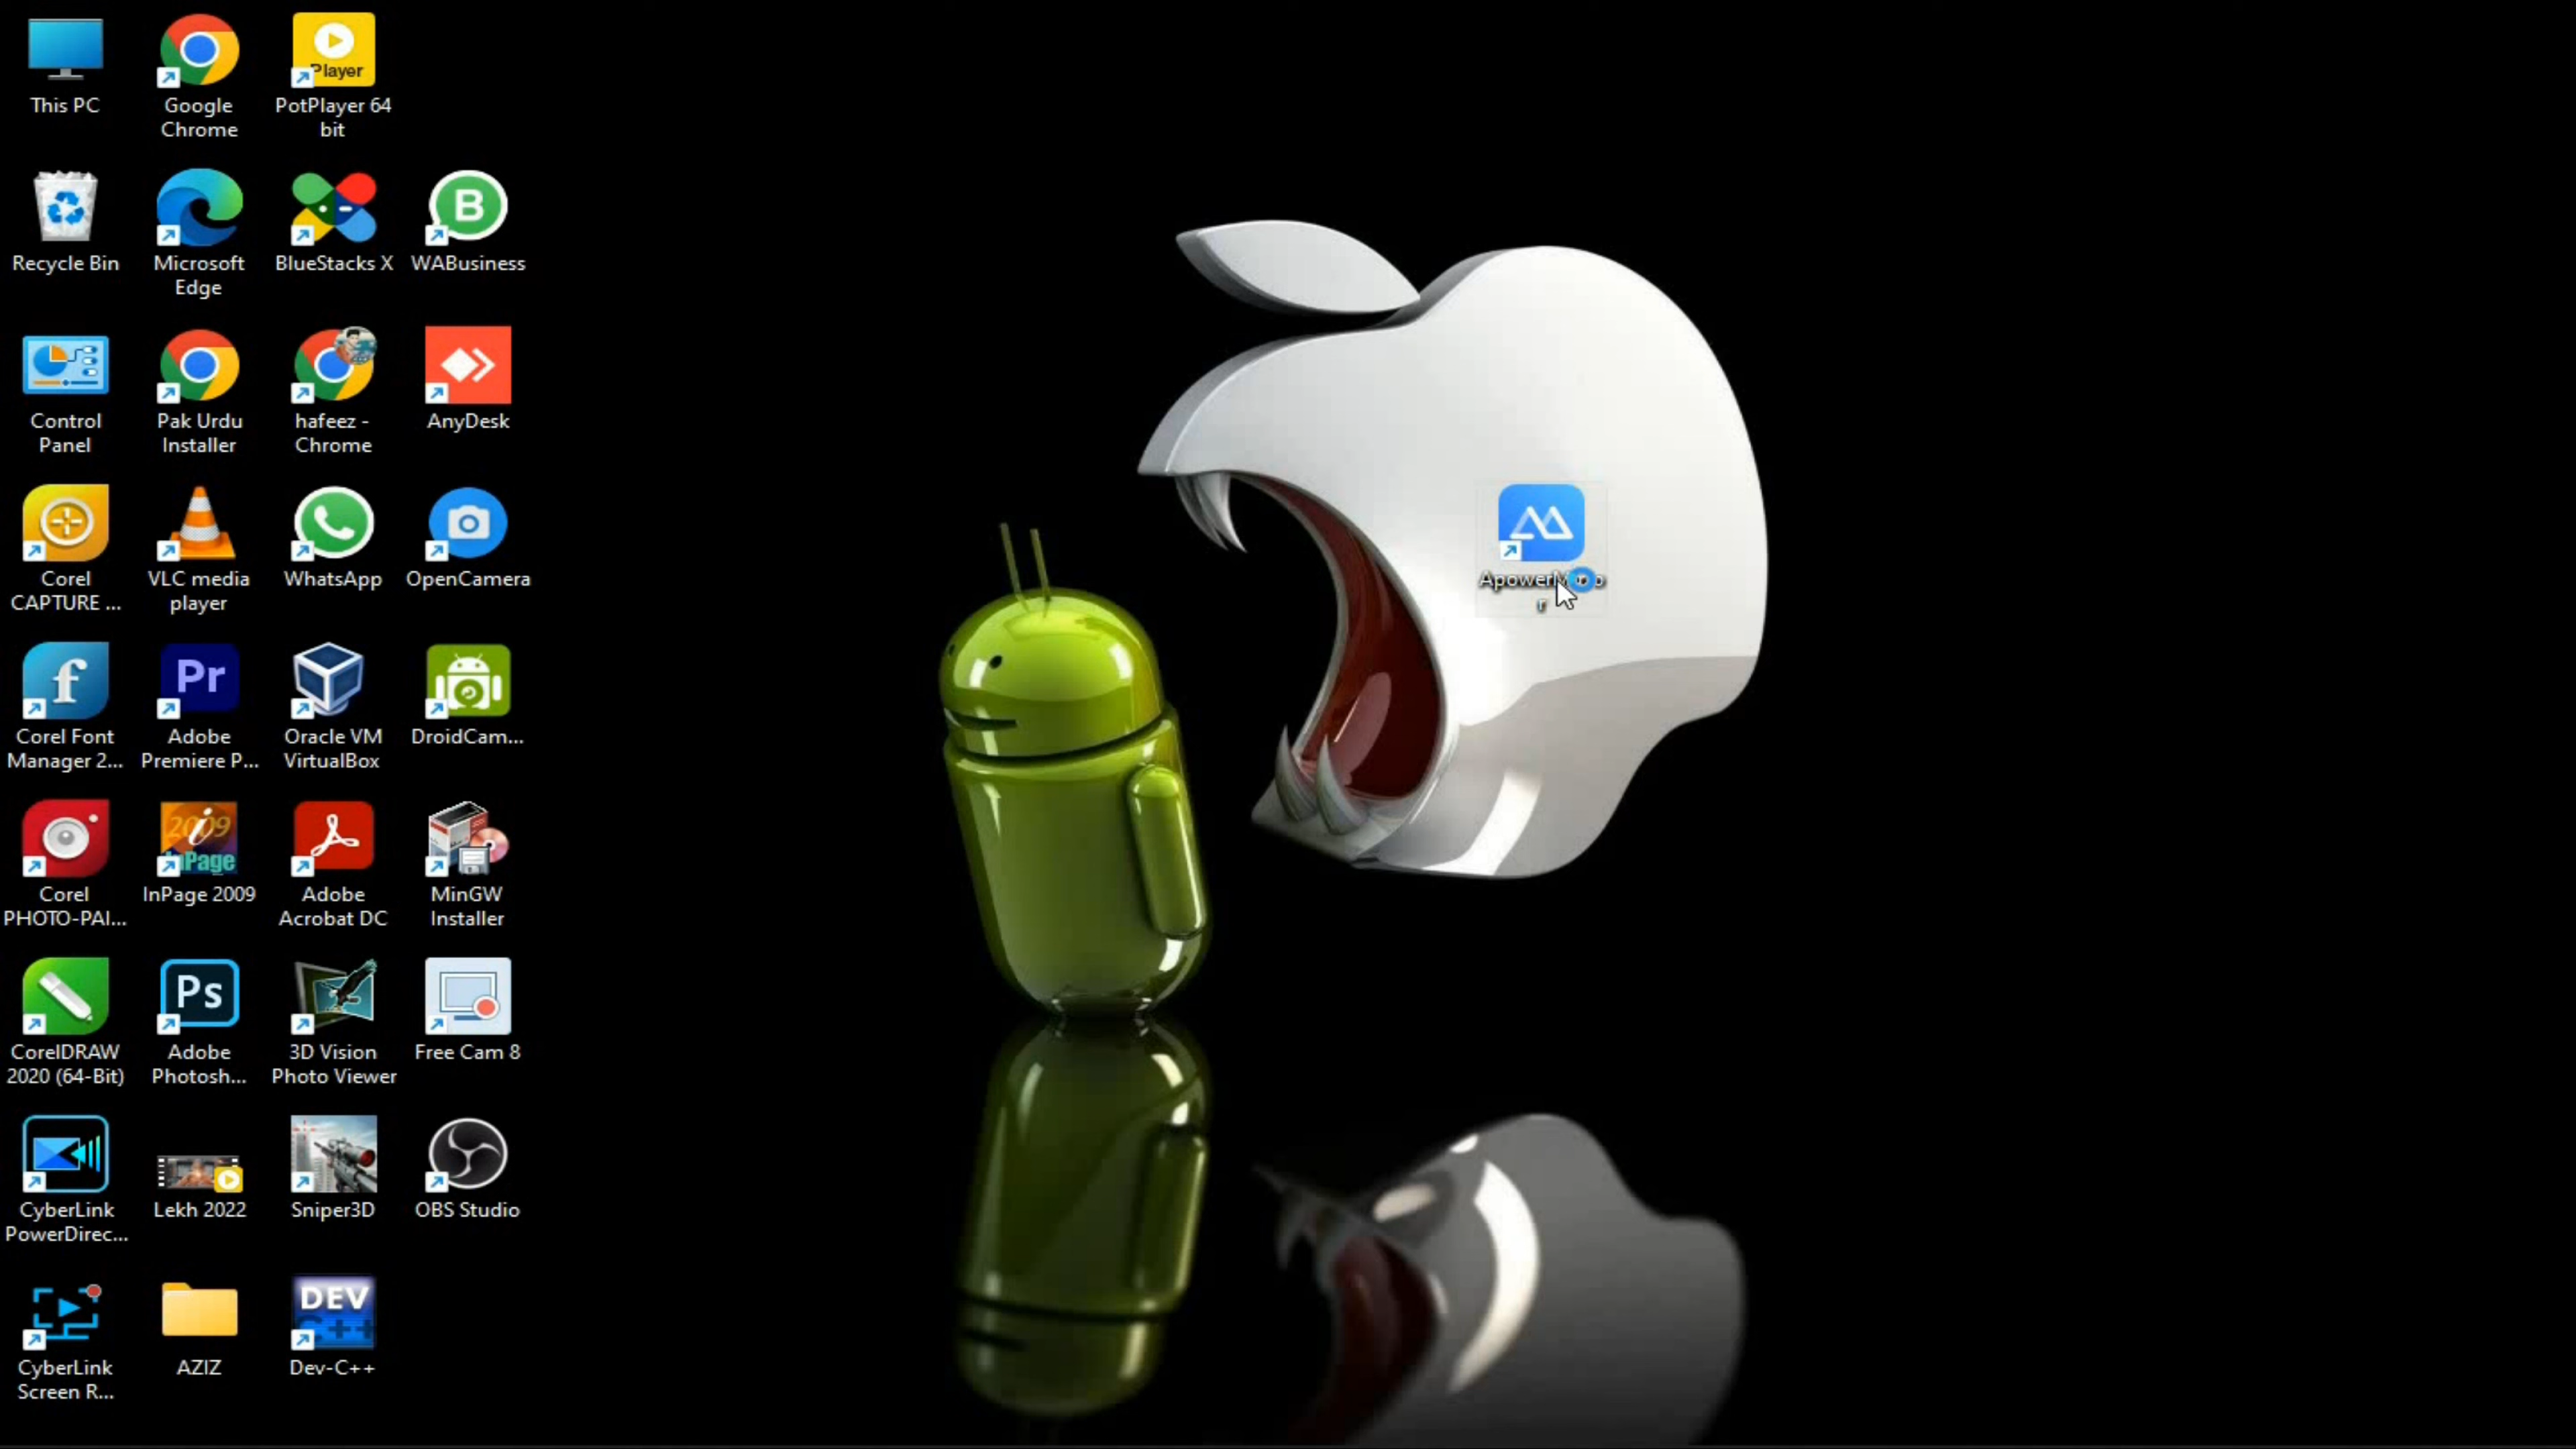 This PC
Google
Chrome
Player
PotPlayer 64
bit
Recycle Bin
Microsoft
Edge
BlueStacks X
B
WABusiness
Control
Panel
Pak Urdu
Installer
hafeez -
Chrome
AnyDesk
Corel
CAPTURE ...
VLC media
player
WhatsApp
OpenCamera
f
Corel Font
Manager 2...
Pr
Adobe
Premiere P...
Oracle VM
VirtualBox
DroidCam...
Corel
PHOTO-PAI...
2009
InPage
InPage 2009
Adobe
Acrobat DC
MinGW
Installer
CorelDRAW
2020 (64-Bit)
Ps
Adobe
Photosh...
3D Vision
Photo Viewer
Free Cam 8
CyberLink
PowerDirec...
Lekh 2022
Sniper3D
OBS Studio
CyberLink
Screen R...
AZIZ
DEV
C++
Dev-C++